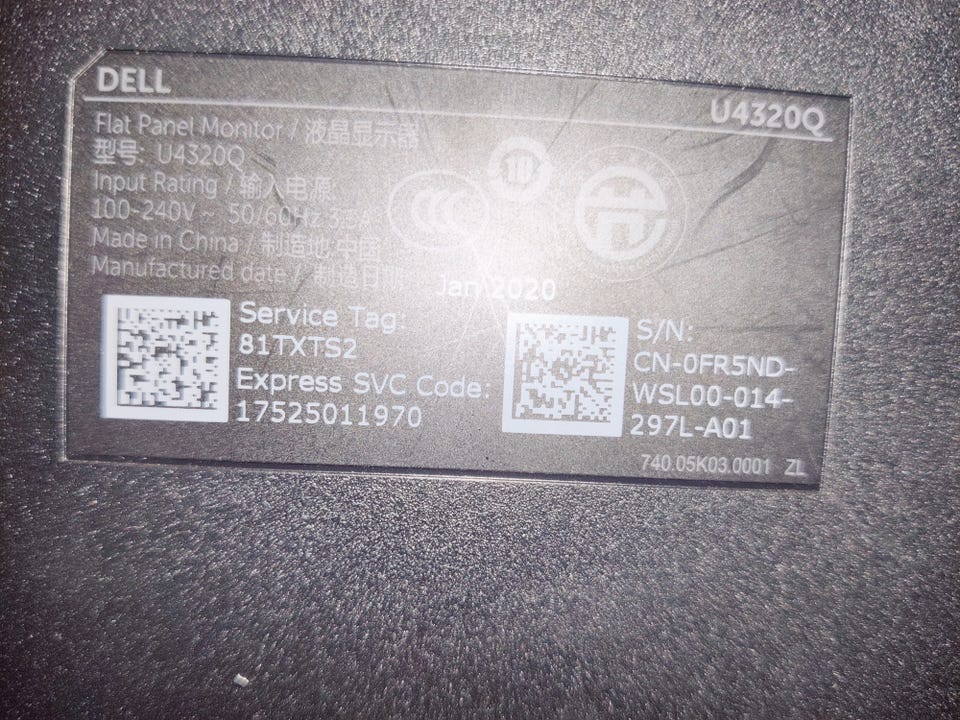 DELL
U4320Q
Flat Panel Monitor / 液晶显示器
型号: U4320Q
Input Rating / 输入电源
100-240V ~ 50/60Hz
Made in China / 制造地:中国
Manufactured date / 制造日期
Jan 2020
10
Service Tag:
81TXTS2
Express SVC Code:
17525011970
S/N:
CN-0FR5ND-
WSL00-014-
297L-A01
740.05K03.0001 ZL